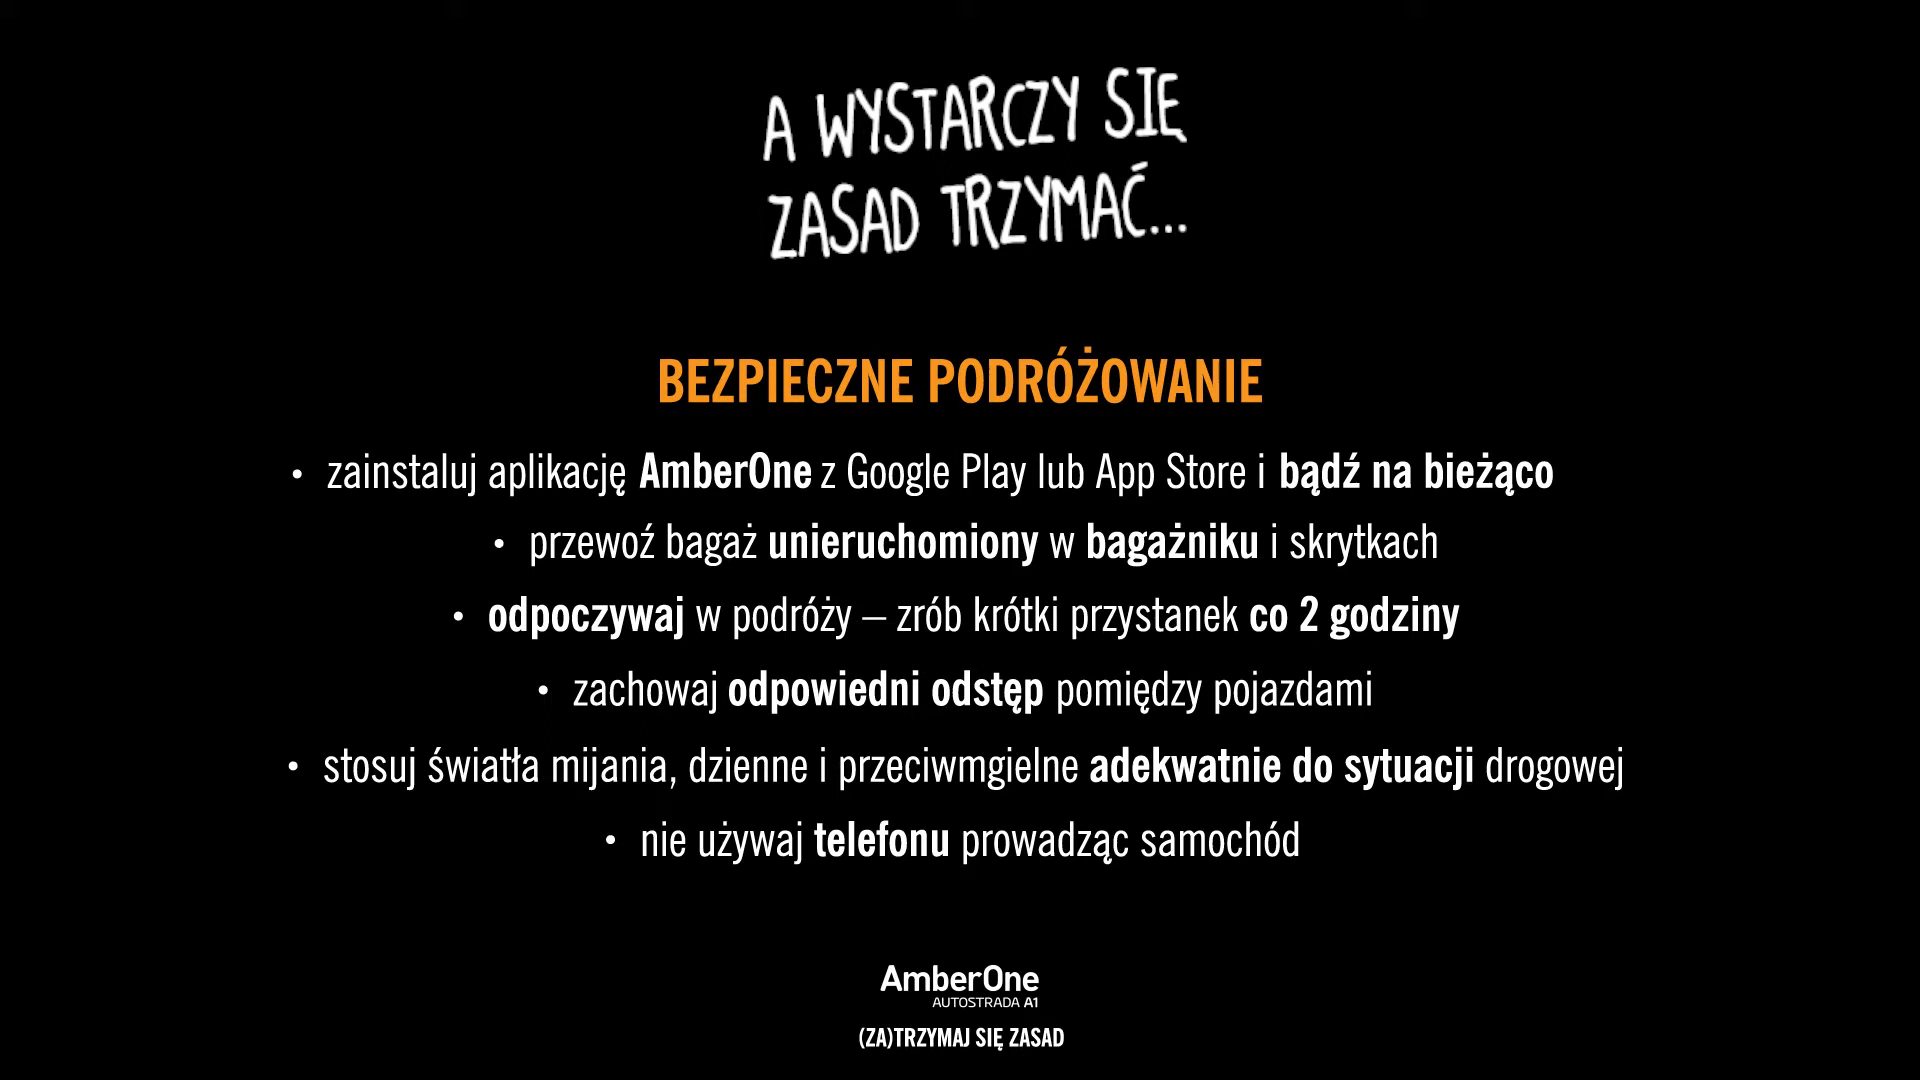 A WYSTARCZY SIĘ
ZASAD TRZYMAĆ...
BEZPIECZNE PODRÓŻOWANIE
• zainstaluj aplikację AmberOne z Google Play lub App Store i bądź na bieżąco
• przewoź bagaż unieruchomiony w bagażniku i skrytkach
• odpoczywaj w podróży – zrób krótki przystanek co 2 godziny
• zachowaj odpowiedni odstęp pomiędzy pojazdami
• stosuj światła mijania, dzienne i przeciwmgielne adekwatnie do sytuacji drogowej
• nie używaj telefonu prowadząc samochód
AmberOne
AUTOSTRADA A1
(ZA)TRZYMAJ SIĘ ZASAD